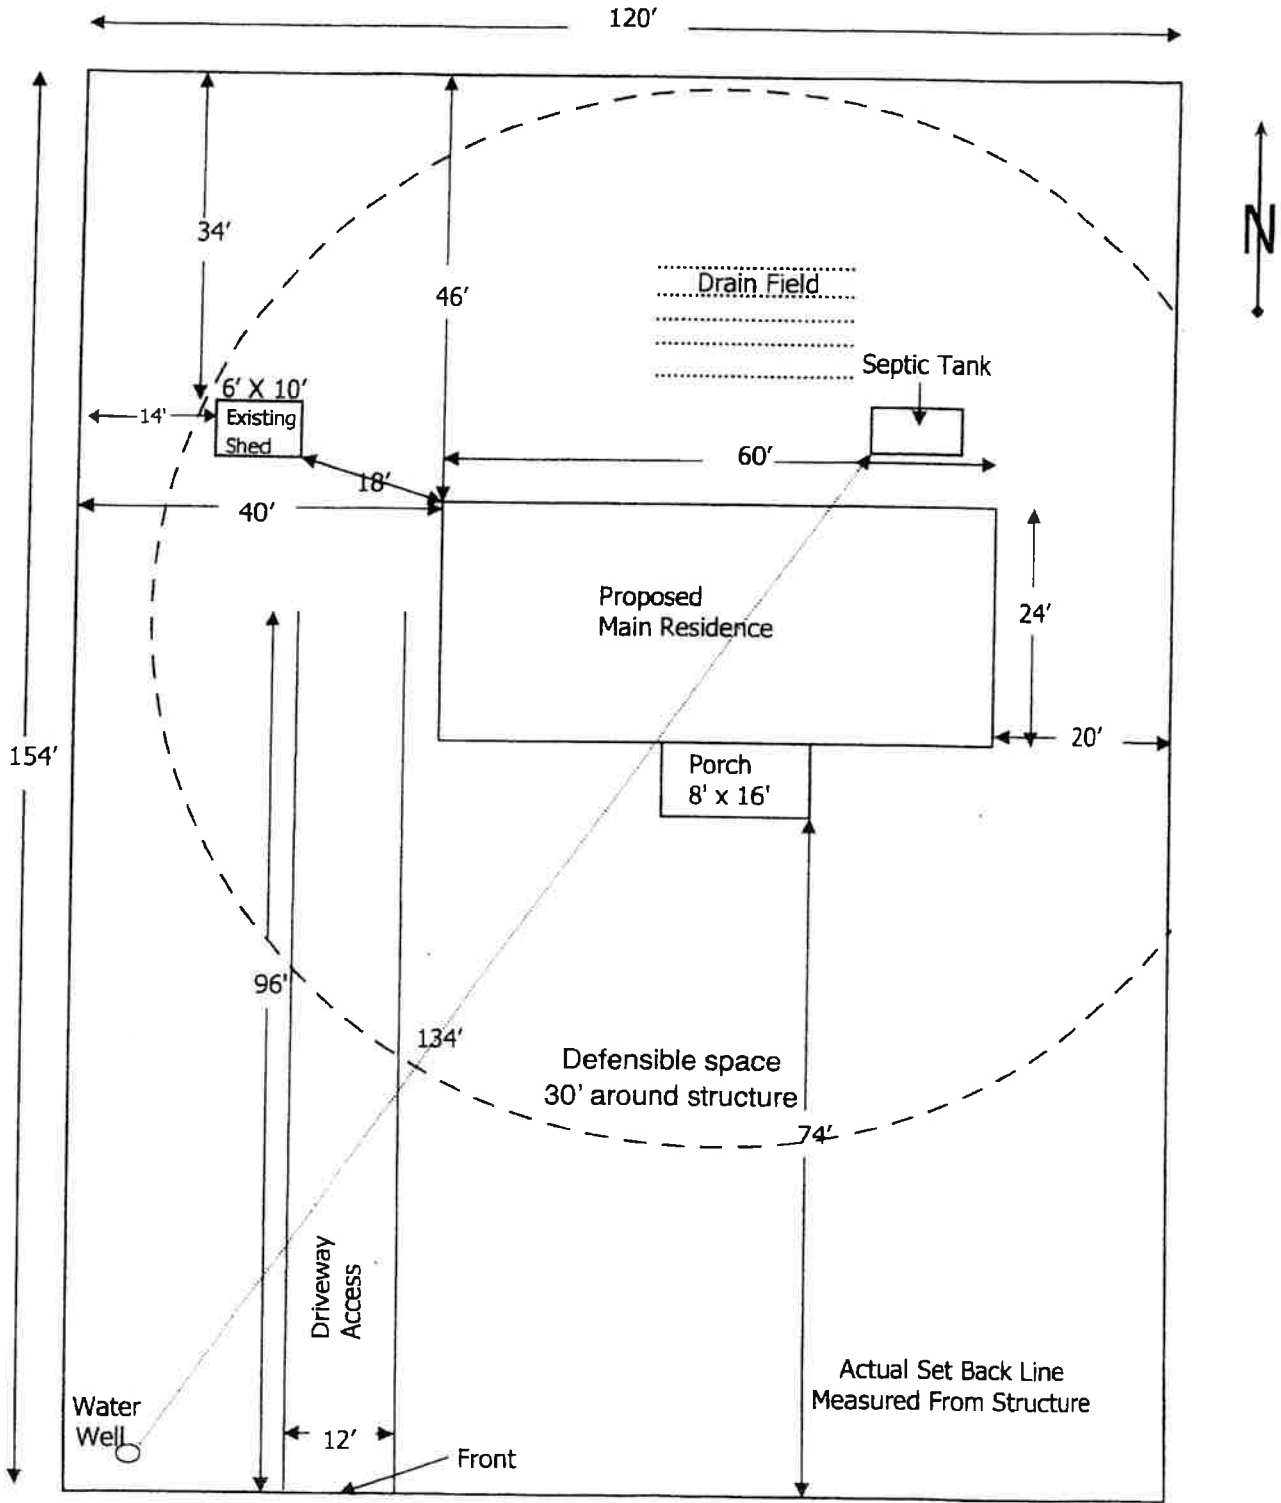 120'
N
34'
46'
Drain Field
Septic Tank
6' X 10'
14'
Existing
Shed
18'
60'
40'
Proposed
Main Residence
24'
154'
20'
Porch
8' x 16'
96'
134'
Defensible space
30' around structure
74'
Driveway
Access
Actual Set Back Line
Measured From Structure
Water
Well
12'
Front